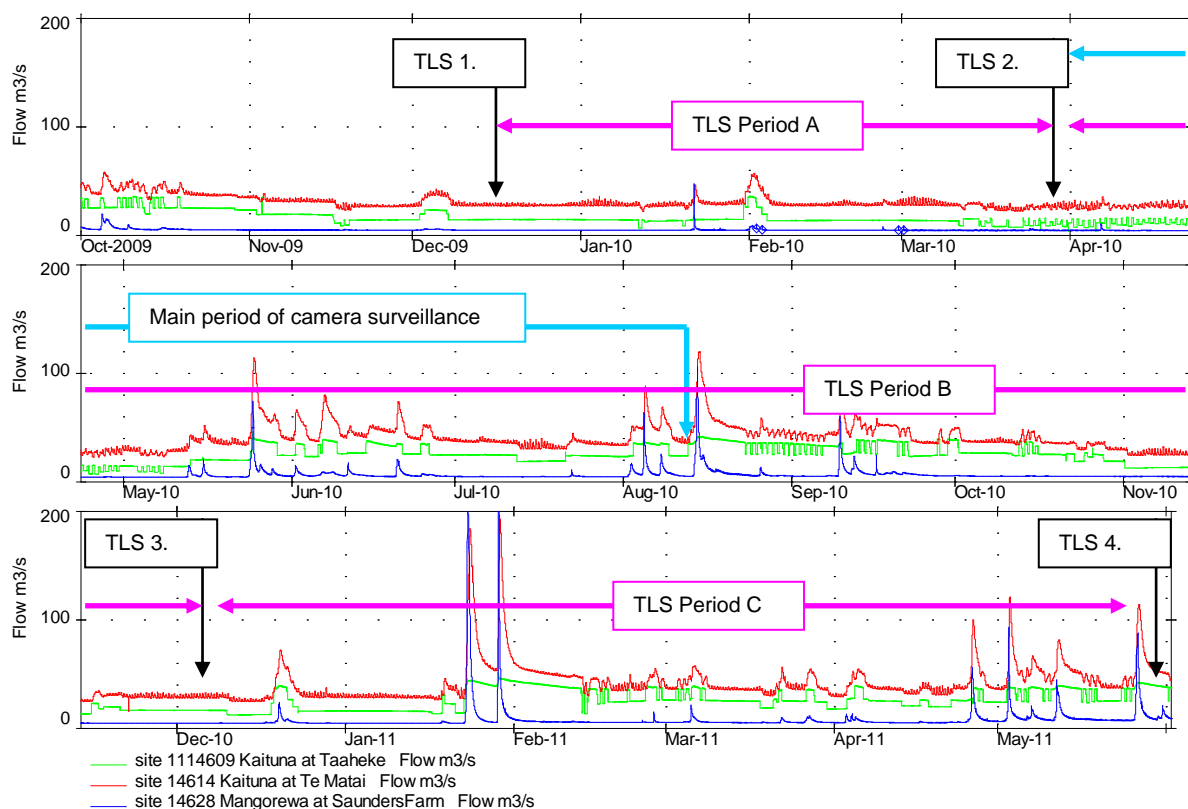 200
TLS 1.
TLS 2.
Flow m3/s
100
TLS Period A
0
Oct-2009 Nov-09 Dec-09 Jan-10 Feb-10 Mar-10 Apr-10
200
Main period of camera surveillance
Flow m3/s
100
TLS Period B
0
May-10 Jun-10 Jul-10 Aug-10 Sep-10 Oct-10 Nov-10
200
TLS 3.
TLS 4.
Flow m3/s
100
TLS Period C
0
Dec-10 Jan-11 Feb-11 Mar-11 Apr-11 May-11
site 1114609 Kaituna at Taaheke Flow m3/s
site 14614 Kaituna at Te Matai Flow m3/s
site 14628 Mangorewa at SaundersFarm Flow m3/s